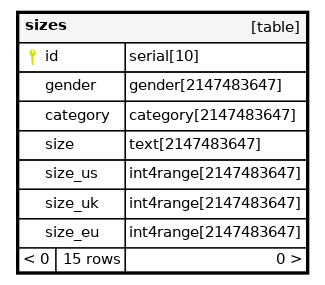 sizes [table]
id serial[10]
gender gender[2147483647]
category category[2147483647]
size text[2147483647]
size_us int4range[2147483647]
size_uk int4range[2147483647]
size_eu int4range[2147483647]
< 0 15 rows 0 >